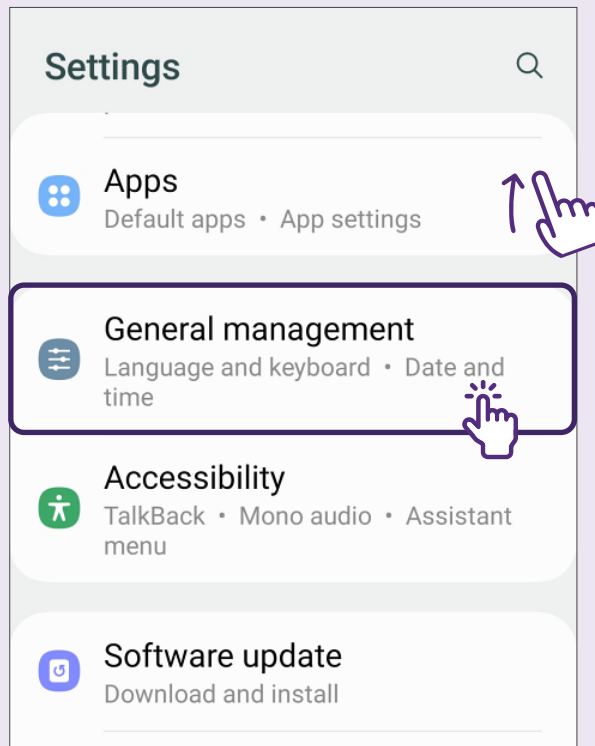 Settings
Apps
Default apps • App settings
General management
Language and keyboard • Date and
time
Accessibility
TalkBack • Mono audio • Assistant
menu
Software update
Download and install